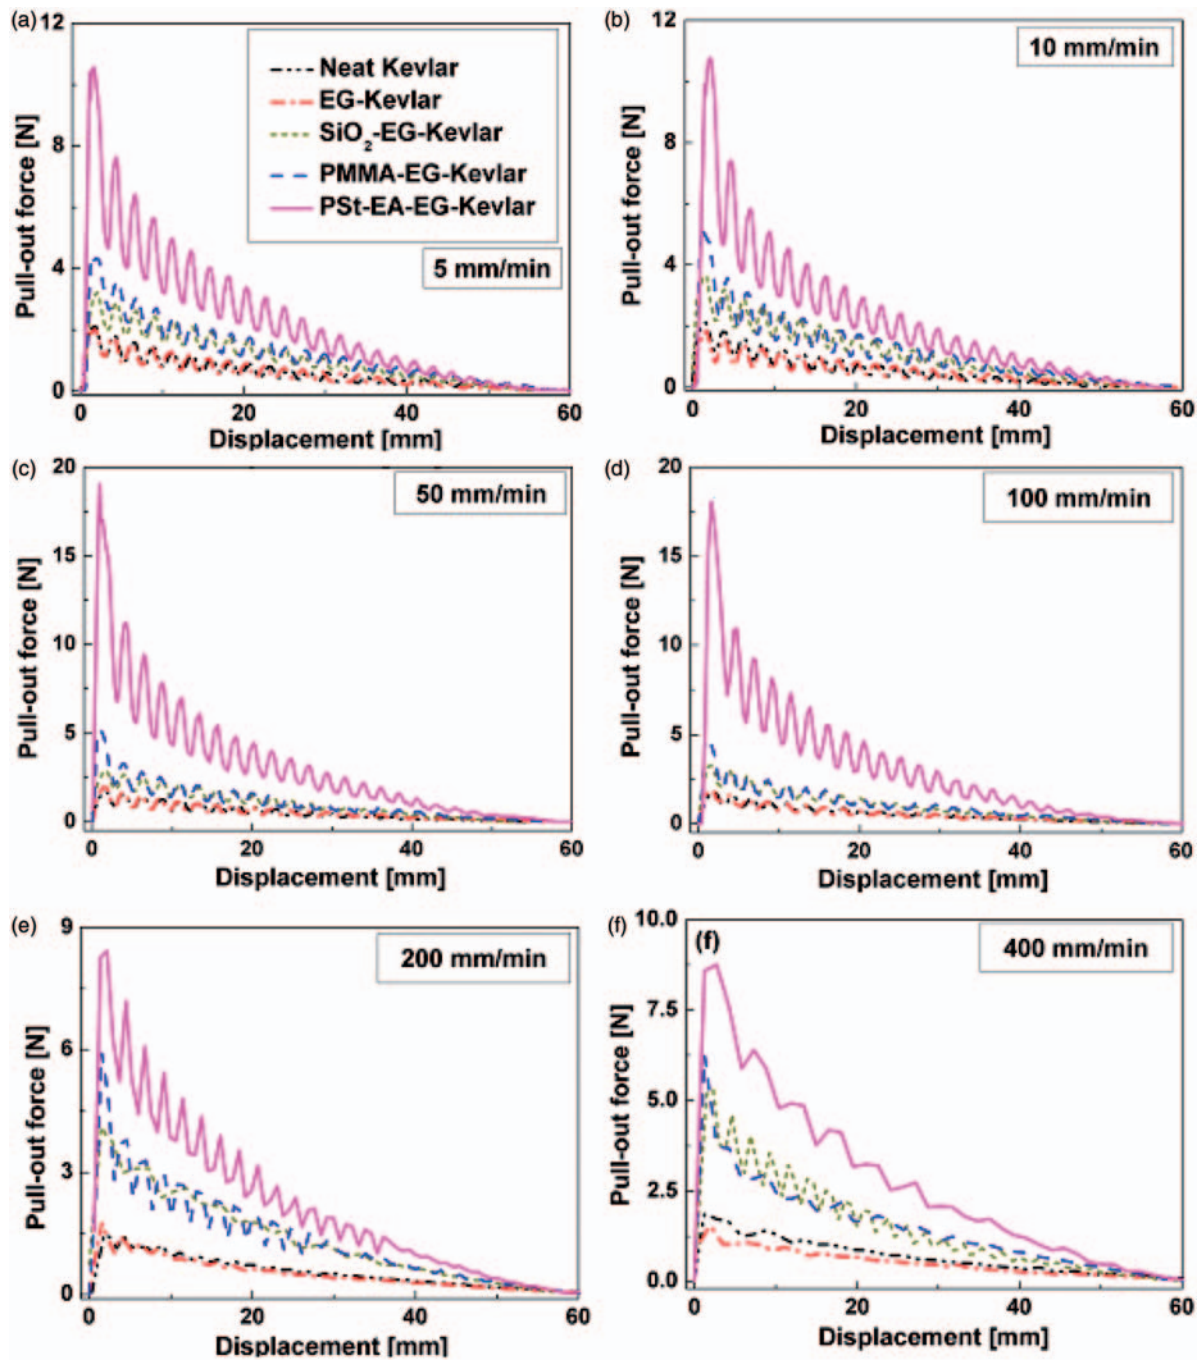 (a)
12
8
4
0
Pull-out force [N]
Neat Kevlar
EG-Kevlar
SiO2-EG-Kevlar
PMMA-EG-Kevlar
PSt-EA-EG-Kevlar
5 mm/min
0 20 40 60
Displacement [mm]
(b)
12
8
4
0
Pull-out force [N]
10 mm/min
0 20 40 60
Displacement [mm]
(c)
20
15
10
5
0
Pull-out force [N]
50 mm/min
0 20 40 60
Displacement [mm]
(d)
20
15
10
5
0
Pull-out force [N]
100 mm/min
0 20 40 60
Displacement [mm]
(e)
9
6
3
0
Pull-out force [N]
200 mm/min
0 20 40 60
Displacement [mm]
(f)
10.0
7.5
5.0
2.5
0.0
Pull-out force [N]
(f)
400 mm/min
0 20 40 60
Displacement [mm]